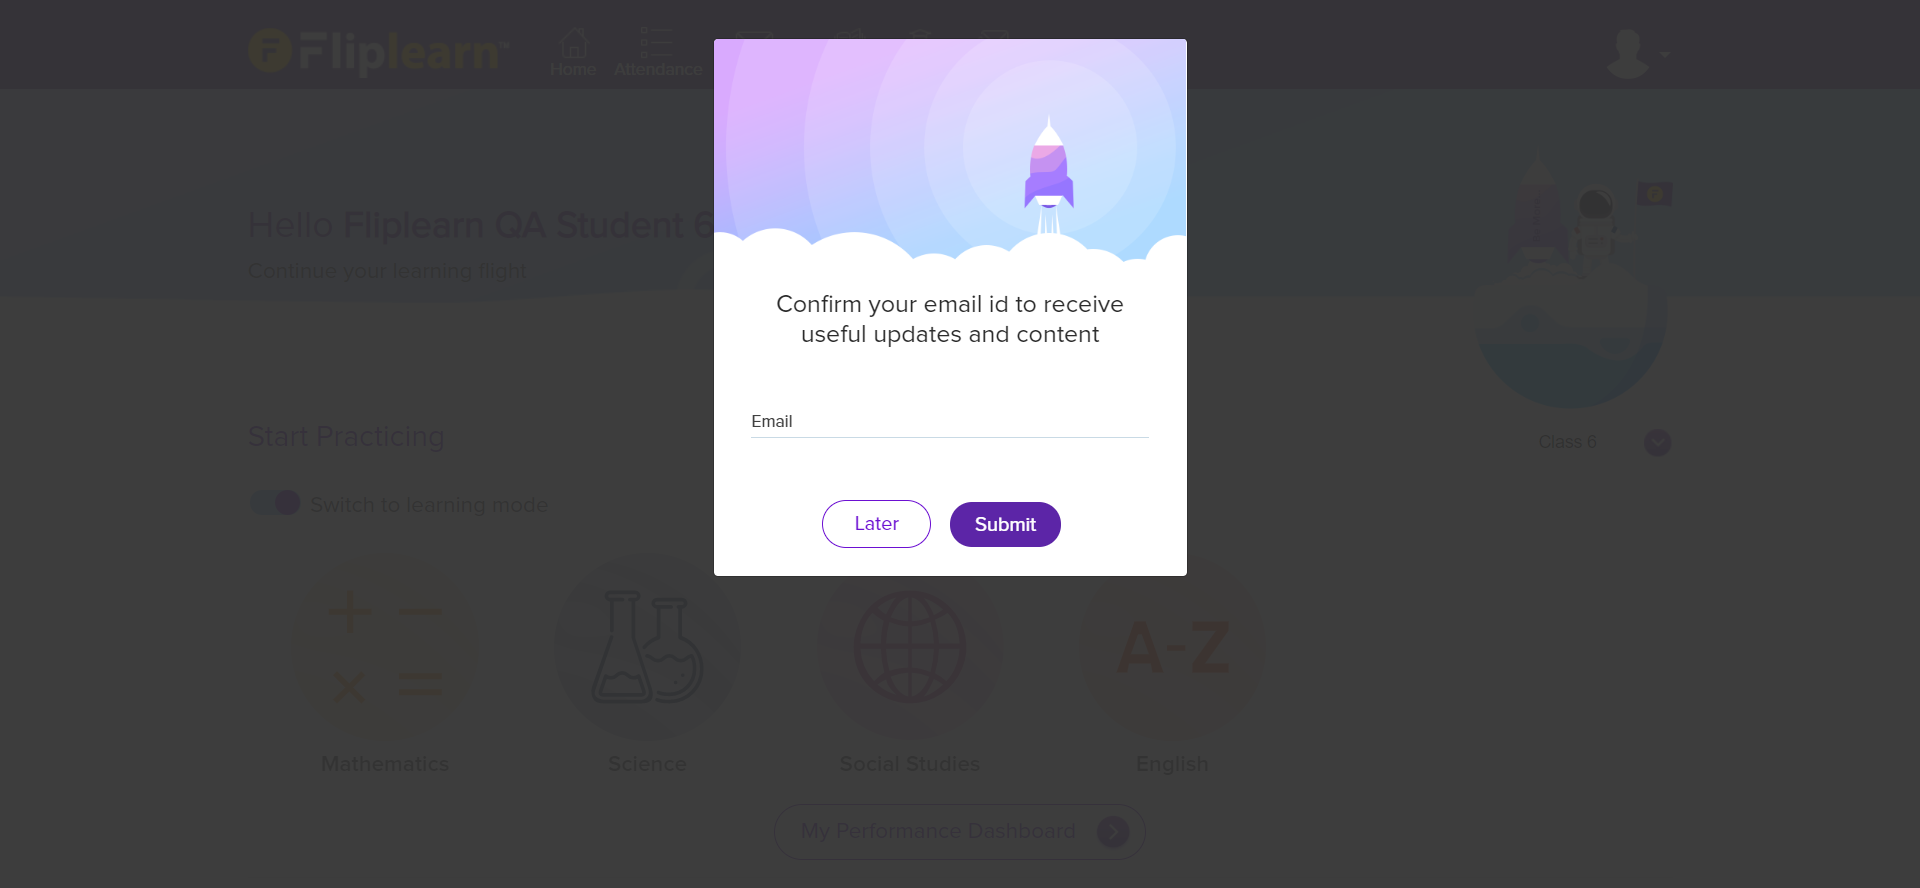 Fliplearn™
Home
Attendance
Hello Fliplearn QA Student 6
Continue your learning flight
Confirm your email id to receive
useful updates and content
Email
Later
Submit
Start Practicing
Switch to learning mode
Class 6
A-Z
Mathematics
Science
Social Studies
English
My Performance Dashboard